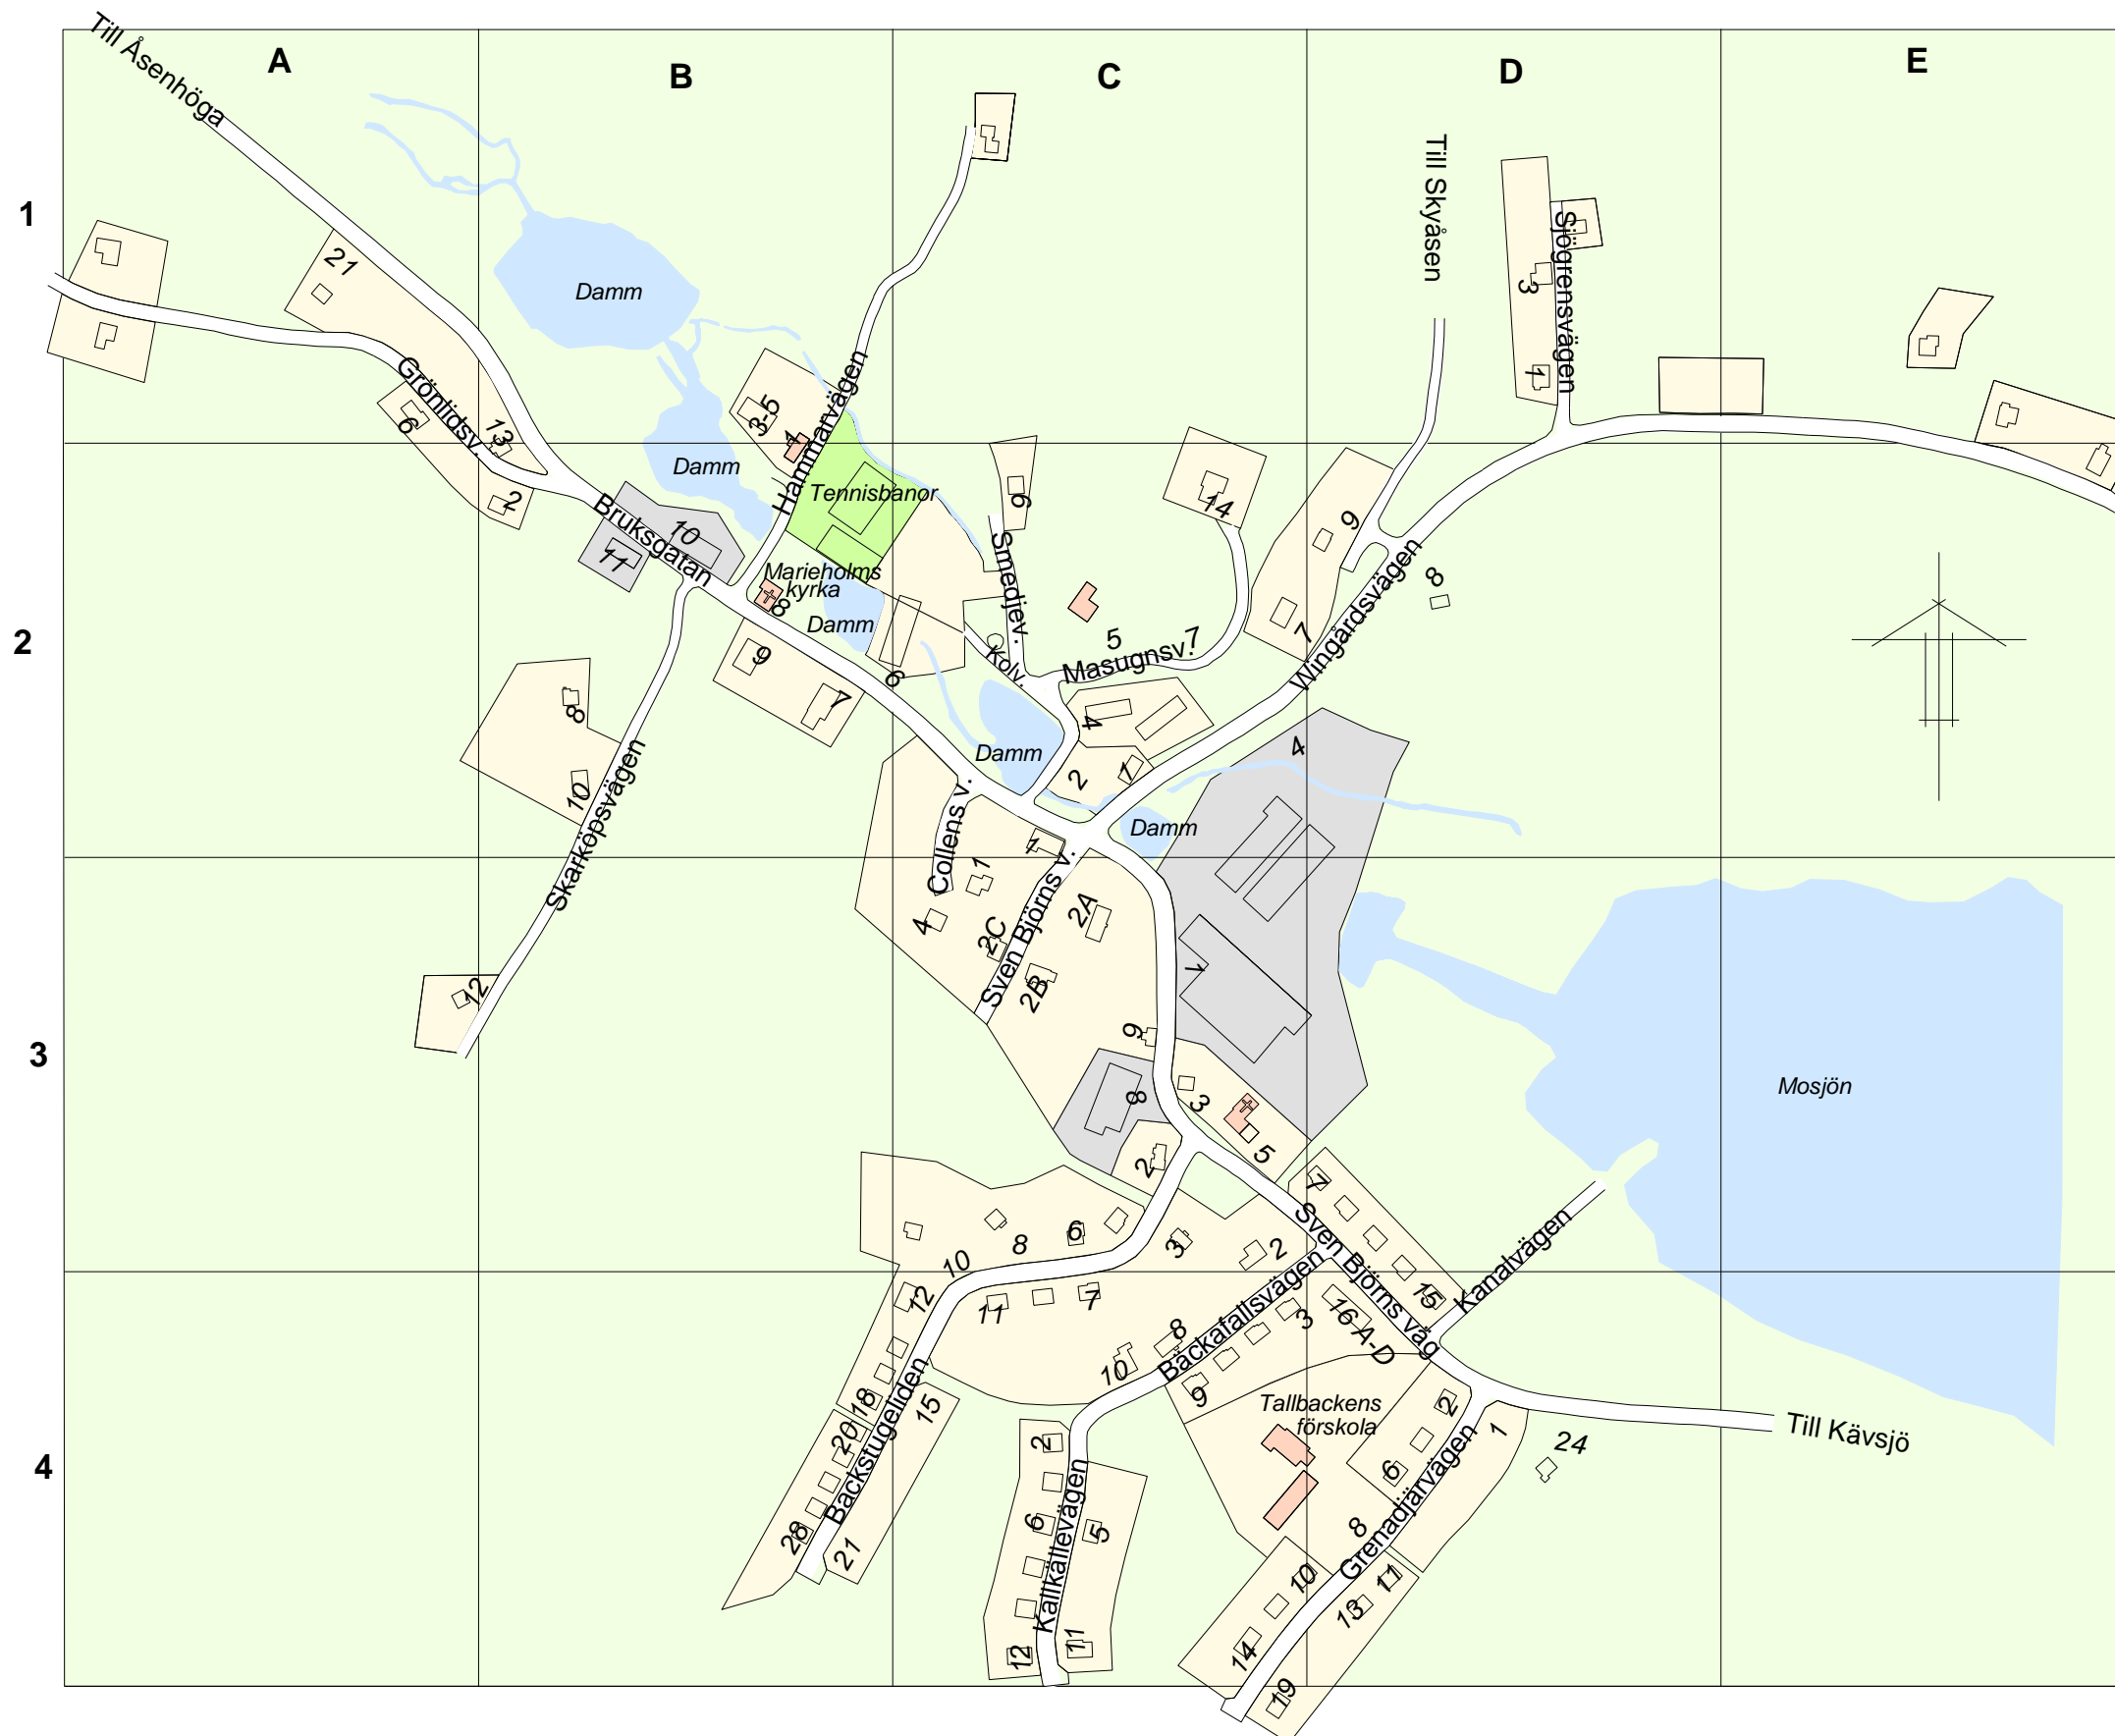 A
B
C
D
E
1
2
3
4
Till Åsenhöga
Till Skyåsen
Sjögrensvägen
3
1
21
Damm
Grönlidsv.
6
13
2
3-5
1
Hammarvägen
Damm
Tennisbanor
6
Smedjev.
14
9
7
Wingårdsvägen
8
Bruksgatan
10
11
Marieholms
kyrka
8
Damm
5
7
Masugnsv.
Kolv.
6
9
7
4
Damm
2
1
4
Damm
8
10
Skarköpsvägen
12
Collens v.
1
1
4
2C
Sven Björns v.
2A
2B
1
9
8
3
5
2
Mosjön
7
Sven Björns väg
15
Kanalvägen
16 A-D
6
8
10
12
3
2
11
7
Bäckafallsvägen
8
3
10
9
18
20
28
Backstugeliden
15
21
Tallbackens
förskola
2
6
1
24
Till Kävsjö
2
6
12
Kallkällevägen
5
11
8
Grenadjärvägen
10
11
13
14
19